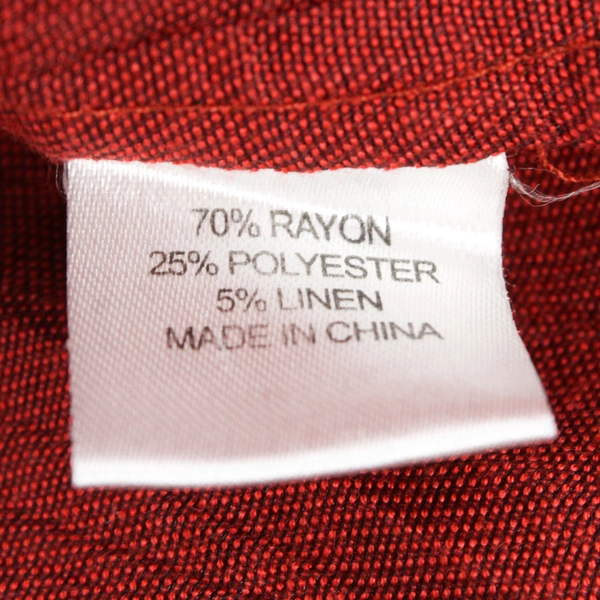 70% RAYON
25% POLYESTER
5% LINEN
MADE IN CHINA